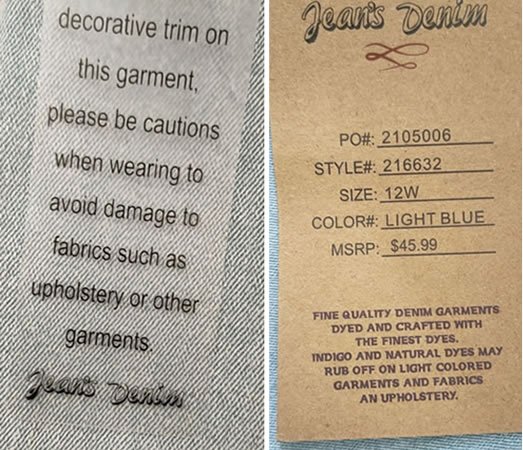 decorative trim on
this garment,
please be cautions
when wearing to
avoid damage to
fabrics such as
upholstery or other
garments.
Jean's Denim
Jean's Denim
PO#: 2105006
STYLE#: 216632
SIZE: 12W
COLOR#: LIGHT BLUE
MSRP: $45.99
FINE QUALITY DENIM GARMENTS
DYED AND CRAFTED WITH
THE FINEST DYES.
INDIGO AND NATURAL DYES MAY
RUB OFF ON LIGHT COLORED
GARMENTS AND FABRICS
AN UPHOLSTERY.